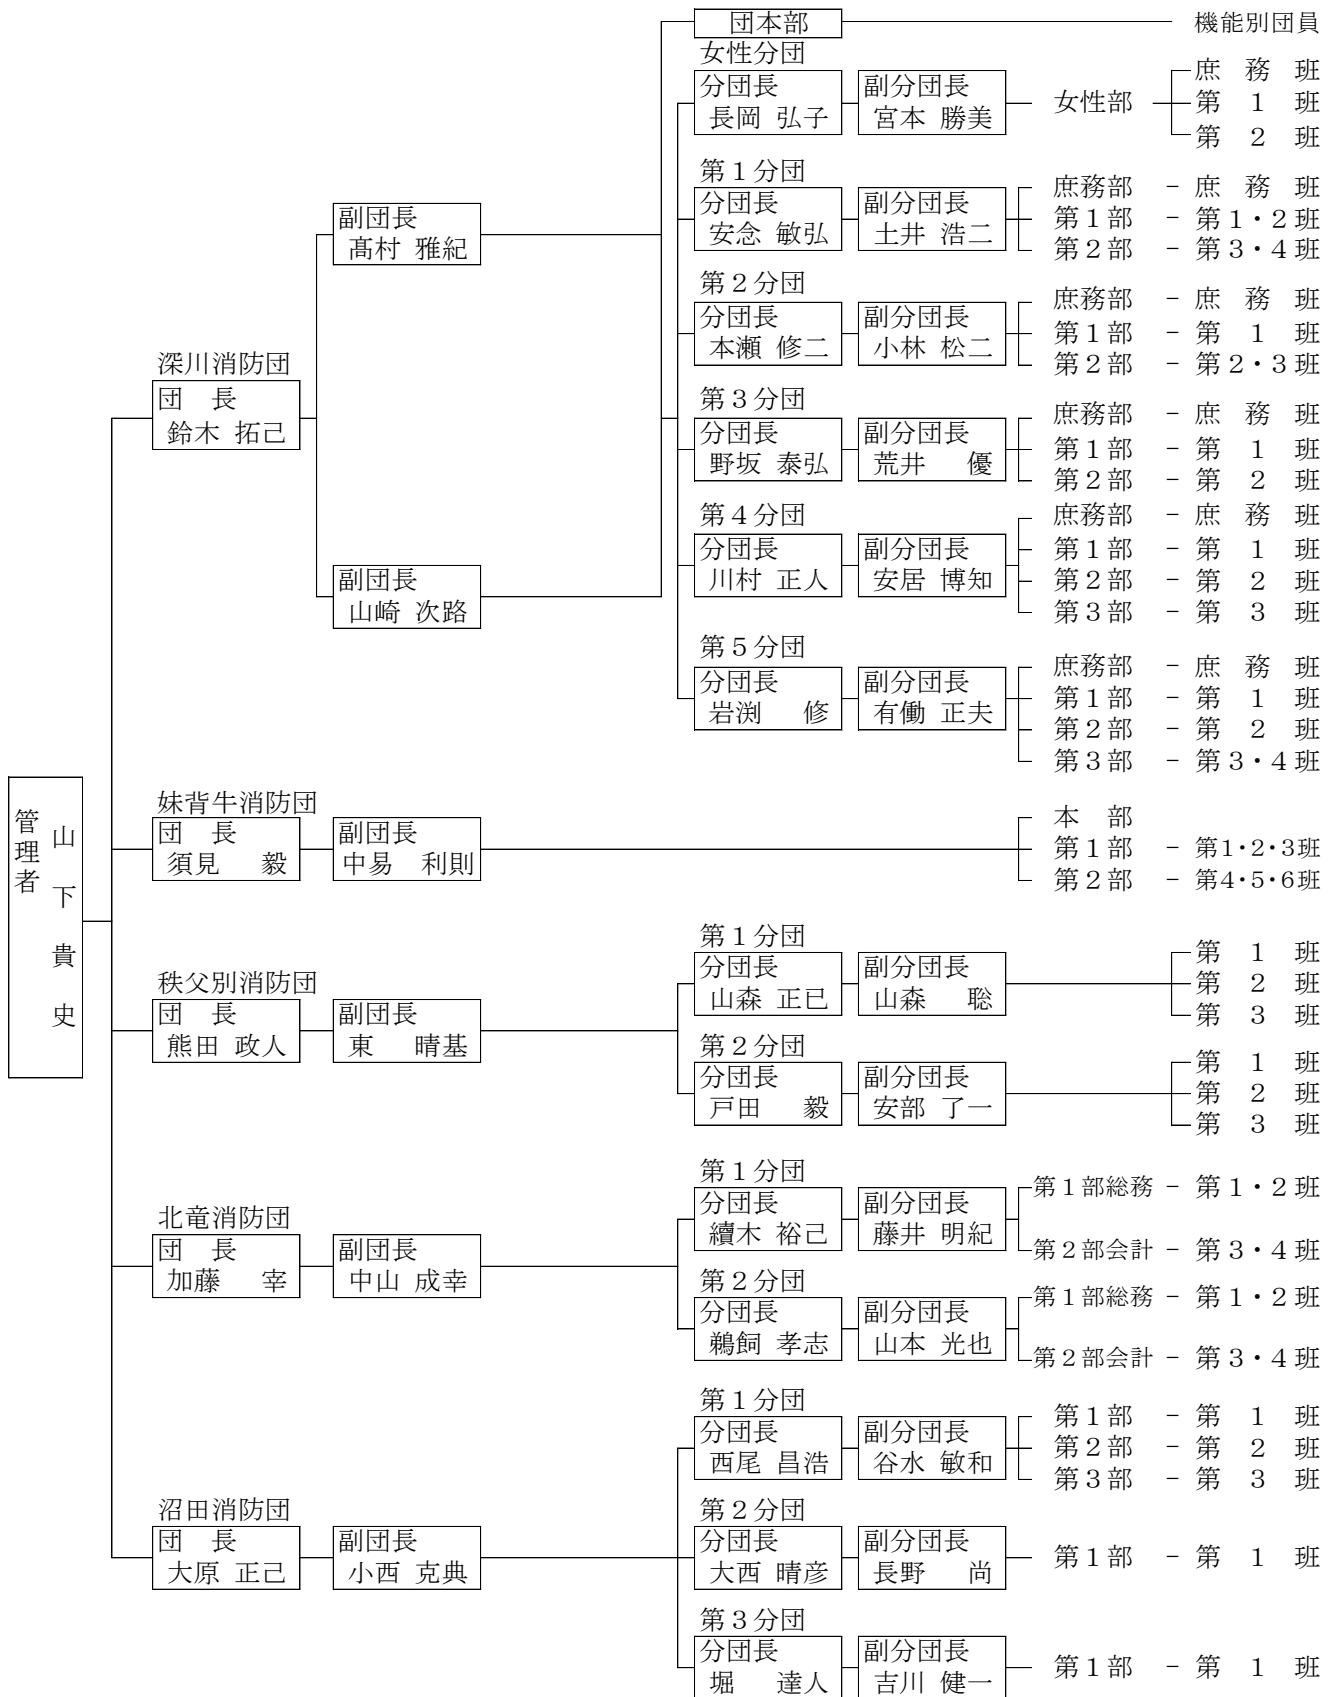 団本部　機能別団員
女性分団
分団長　副分団長
長岡 弘子　宮本 勝美
女性部
庶　務　班
第　１　班
第　２　班
副団長
髙村 雅紀
第１分団
分団長　副分団長
安念 敏弘　土井 浩二
庶務部 － 庶　務　班
第１部 － 第１・２班
第２部 － 第３・４班
第２分団
分団長　副分団長
本瀬 修二　小林 松二
庶務部 － 庶　務　班
第１部 － 第　１　班
第２部 － 第２・３班
深川消防団
団　長
鈴木 拓己
第３分団
分団長　副分団長
野坂 泰弘　荒井　優
庶務部 － 庶　務　班
第１部 － 第　１　班
第２部 － 第　２　班
副団長
山崎 次路
第４分団
分団長　副分団長
川村 正人　安居 博知
庶務部 － 庶　務　班
第１部 － 第　１　班
第２部 － 第　２　班
第３部 － 第　３　班
第５分団
分団長　副分団長
岩渕　修　有働 正夫
庶務部 － 庶　務　班
第１部 － 第　１　班
第２部 － 第　２　班
第３部 － 第３・４班
管理者
山下貴史
妹背牛消防団
団　長　副団長
須見　毅　中易　利則
本　部
第１部 － 第1・2・3班
第２部 － 第4・5・6班
秩父別消防団
団　長　副団長
熊田 政人　東　晴基
第１分団
分団長　副分団長
山森 正已　山森　聡
第　１　班
第　２　班
第　３　班
第２分団
分団長　副分団長
戸田　毅　安部 了一
第　１　班
第　２　班
第　３　班
北竜消防団
団　長　副団長
加藤　宰　中山 成幸
第１分団
分団長　副分団長
續木 裕己　藤井 明紀
第１部総務 － 第１・２班
第２部会計 － 第３・４班
第２分団
分団長　副分団長
鵜飼 孝志　山本 光也
第１部総務 － 第１・２班
第２部会計 － 第３・４班
沼田消防団
団　長　副団長
大原 正己　小西 克典
第１分団
分団長　副分団長
西尾 昌浩　谷水 敏和
第１部 － 第　１　班
第２部 － 第　２　班
第３部 － 第　３　班
第２分団
分団長　副分団長
大西 晴彦　長野　尚
第１部 － 第　１　班
第３分団
分団長　副分団長
堀　達人　吉川 健一
第１部 － 第　１　班